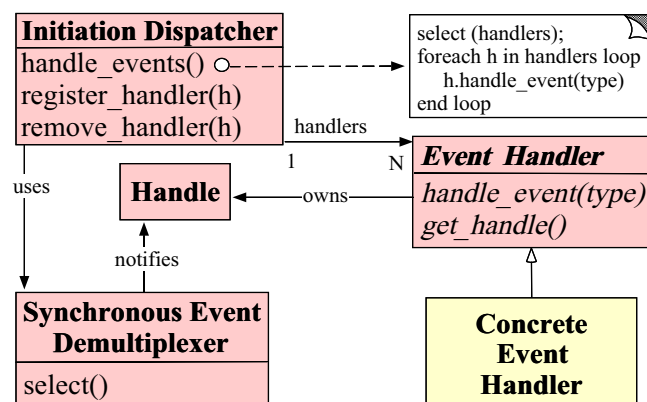 Initiation Dispatcher
handle_events()
register_handler(h)
remove_handler(h)
select (handlers);
foreach h in handlers loop
h.handle_event(type)
end loop
handlers
1
N
uses
Handle
owns
Event Handler
handle_event(type)
get_handle()
notifies
Synchronous Event
Demultiplexer
select()
Concrete
Event
Handler